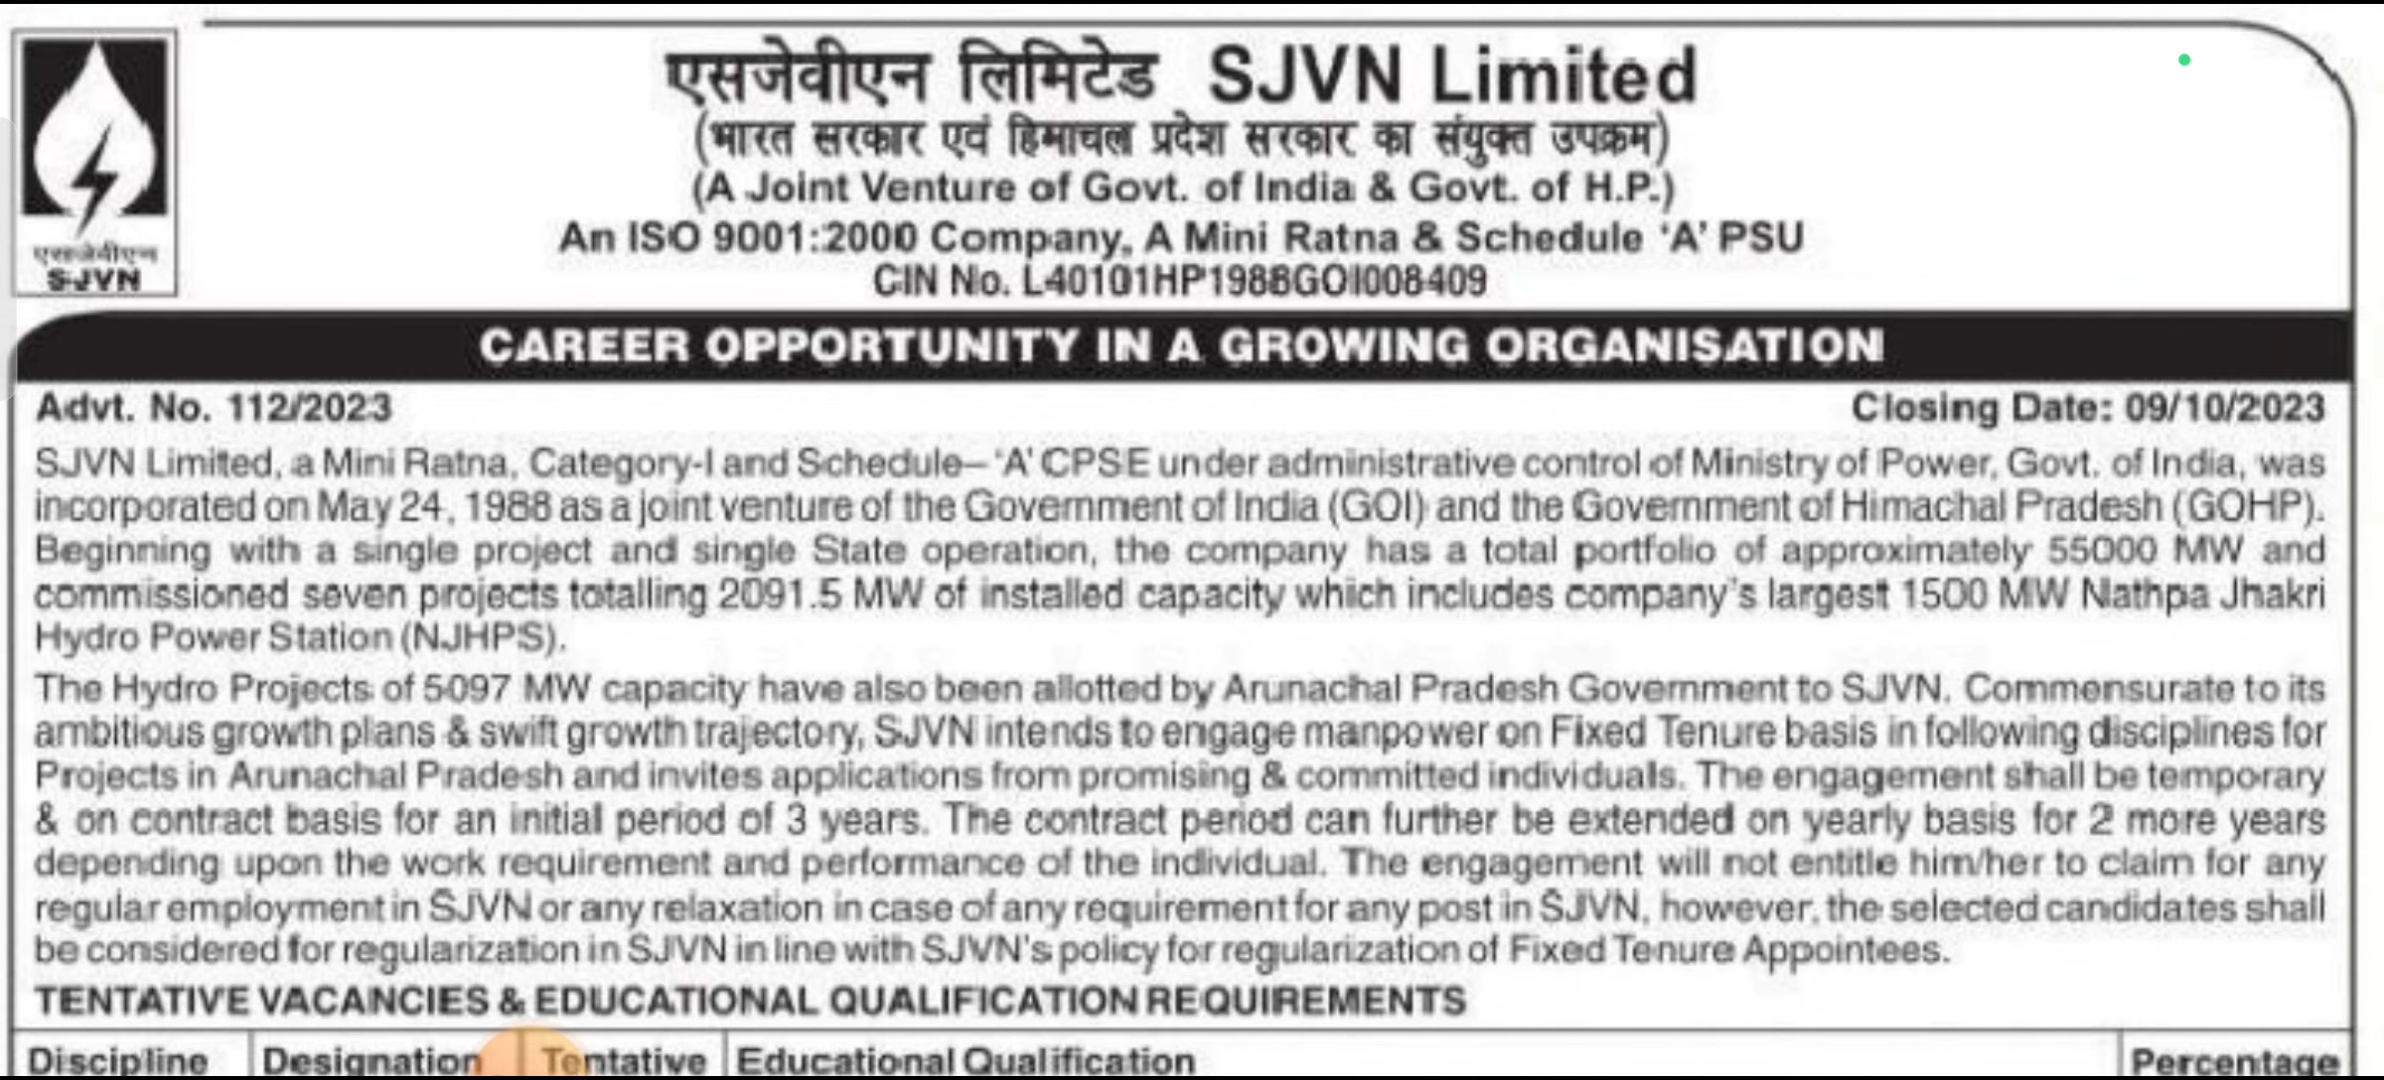 एसजेवीएन लिमिटेड SJVN Limited
(भारत सरकार एवं हिमाचल प्रदेश सरकार का संयुक्त उपक्रम)
(A Joint Venture of Govt. of India & Govt. of H.P.)
An ISO 9001:2000 Company, A Mini Ratna & Schedule ‘A’ PSU
CIN No. L40101HP1988GOI008409
एसजेवीएन
SJVN
CAREER OPPORTUNITY IN A GROWING ORGANISATION
Advt. No. 112/2023 Closing Date: 09/10/2023
SJVN Limited, a Mini Ratna, Category-I and Schedule– ‘A’ CPSE under administrative control of Ministry of Power, Govt. of India, was
incorporated on May 24, 1988 as a joint venture of the Government of India (GOI) and the Government of Himachal Pradesh (GOHP).
Beginning with a single project and single State operation, the company has a total portfolio of approximately 55000 MW and
commissioned seven projects totalling 2091.5 MW of installed capacity which includes company’s largest 1500 MW Nathpa Jhakri
Hydro Power Station (NJHPS).
The Hydro Projects of 5097 MW capacity have also been allotted by Arunachal Pradesh Government to SJVN. Commensurate to its
ambitious growth plans & swift growth trajectory, SJVN intends to engage manpower on Fixed Tenure basis in following disciplines for
Projects in Arunachal Pradesh and invites applications from promising & committed individuals. The engagement shall be temporary
& on contract basis for an initial period of 3 years. The contract period can further be extended on yearly basis for 2 more years
depending upon the work requirement and performance of the individual. The engagement will not entitle him/her to claim for any
regular employment in SJVN or any relaxation in case of any requirement for any post in SJVN, however, the selected candidates shall
be considered for regularization in SJVN in line with SJVN’s policy for regularization of Fixed Tenure Appointees.
TENTATIVE VACANCIES & EDUCATIONAL QUALIFICATION REQUIREMENTS
Discipline Designation Tentative Educational Qualification Percentage